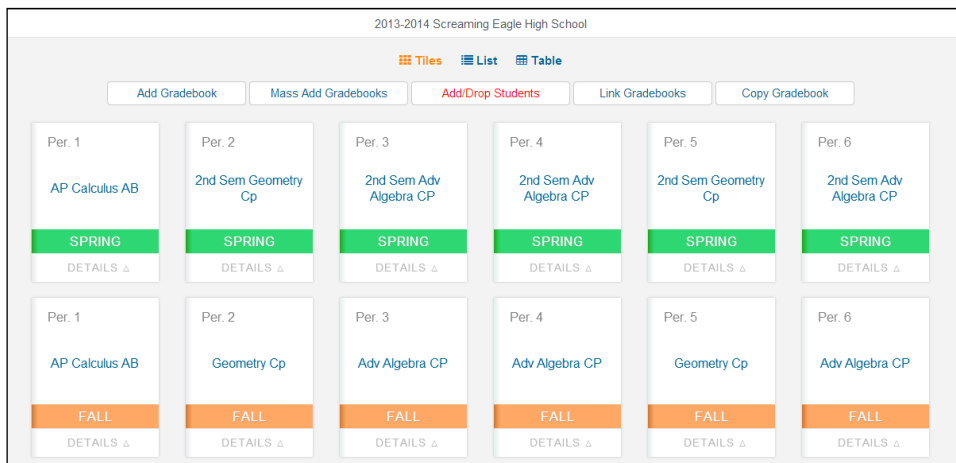 2013-2014 Screaming Eagle High School
Tiles List Table
Add Gradebook Mass Add Gradebooks Add/Drop Students Link Gradebooks Copy Gradebook
Per. 1
AP Calculus AB
SPRING
DETAILS
Per. 2
2nd Sem Geometry
Cp
SPRING
DETAILS
Per. 3
2nd Sem Adv
Algebra CP
SPRING
DETAILS
Per. 4
2nd Sem Adv
Algebra CP
SPRING
DETAILS
Per. 5
2nd Sem Geometry
Cp
SPRING
DETAILS
Per. 6
2nd Sem Adv
Algebra CP
SPRING
DETAILS
Per. 1
AP Calculus AB
FALL
DETAILS
Per. 2
Geometry Cp
FALL
DETAILS
Per. 3
Adv Algebra CP
FALL
DETAILS
Per. 4
Adv Algebra CP
FALL
DETAILS
Per. 5
Geometry Cp
FALL
DETAILS
Per. 6
Adv Algebra CP
FALL
DETAILS